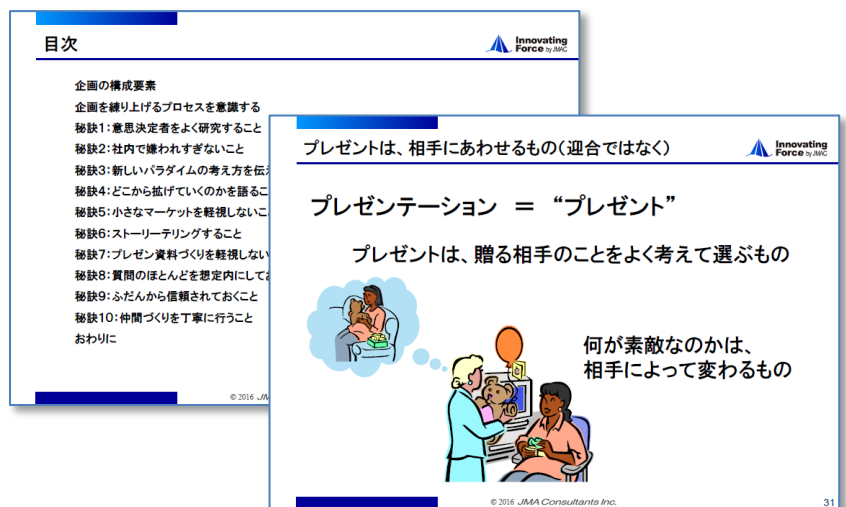 目次
Innovating
Force by JMAC
企画の構成要素
企画を練り上げるプロセスを意識する
秘訣1:意思決定者をよく研究すること
秘訣2:社内で嫌われすぎないこと
秘訣3:新しいパラダイムの考え方を伝
秘訣4:どこから拡げていくのかを語るこ
秘訣5:小さなマーケットを軽視しないこ
秘訣6:ストーリーテリングすること
秘訣7:プレゼン資料づくりを軽視しない
秘訣8:質問のほとんどを想定内にして
秘訣9:ふだんから信頼されておくこと
秘訣10:仲間づくりを丁寧に行うこと
おわりに
© 2016
プレゼントは、相手にあわせるもの(迎合ではなく)
Innovating
Force by JMAC
プレゼンテーション = “プレゼント”
プレゼントは、贈る相手のことをよく考えて選ぶもの
何が素敵なのかは、
相手によって変わるもの
© 2016 JMA Consultants Inc.
31